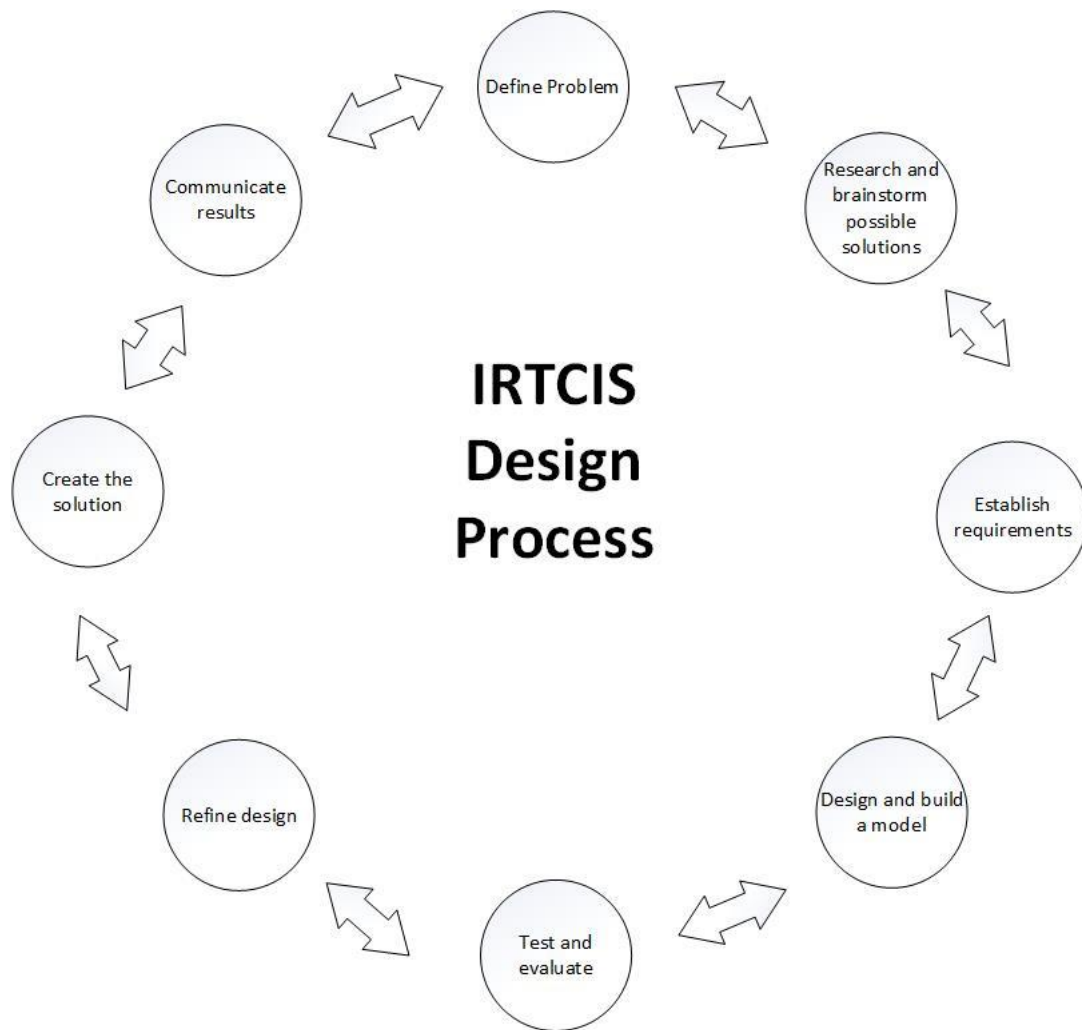 Define Problem
Research and
brainstorm
possible
solutions
Establish
requirements
Design and build
a model
Test and
evaluate
Refine design
Create the
solution
Communicate
results
IRTCIS
Design
Process